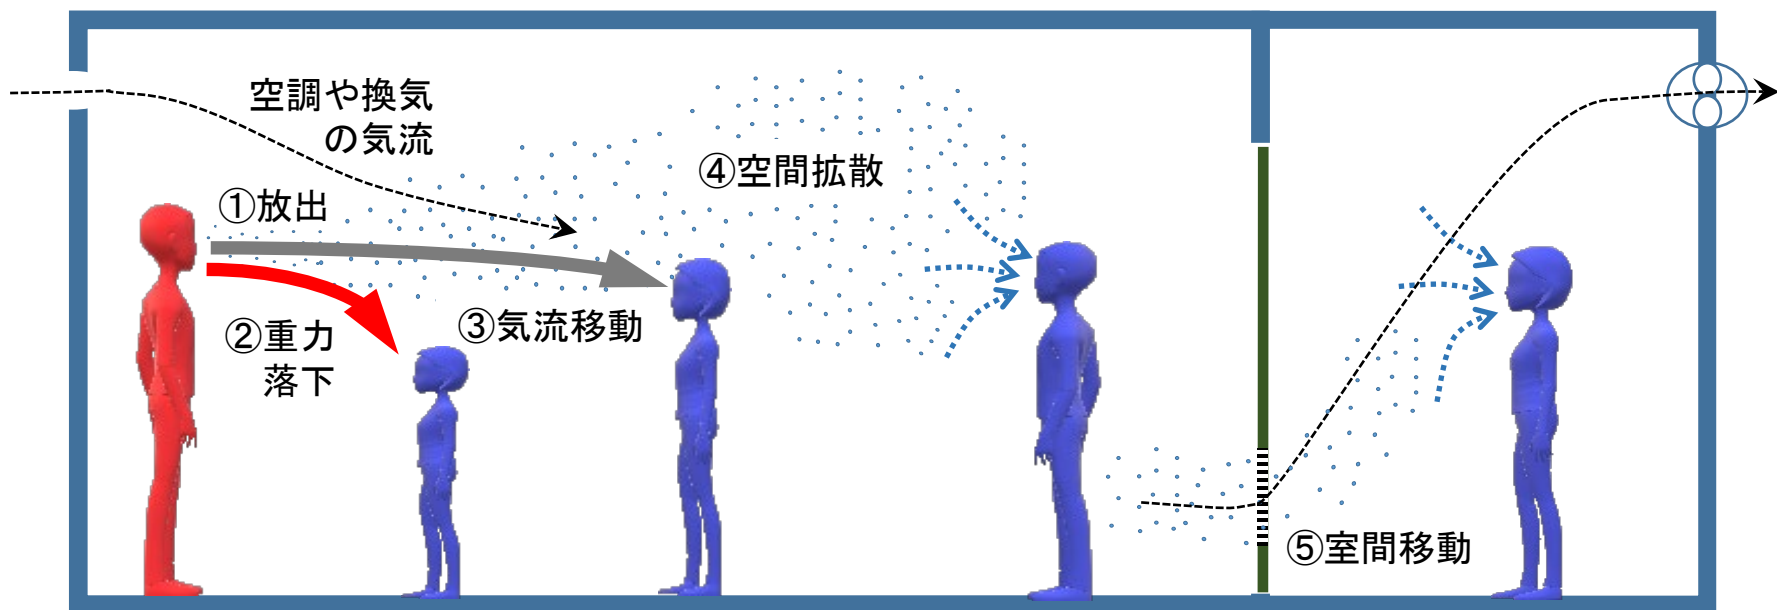 空調や換気
の気流
①放出
②重力
落下
③気流移動
④空間拡散
⑤室間移動